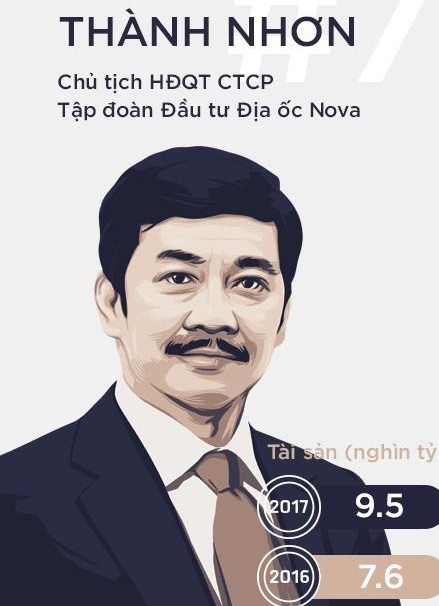 #7
THÀNH NHƠN
Chủ tịch HĐQT CTCP
Tập đoàn Đầu tư Địa ốc Nova
Tài sản (nghìn tỷ
2017 9.5
2016 7.6